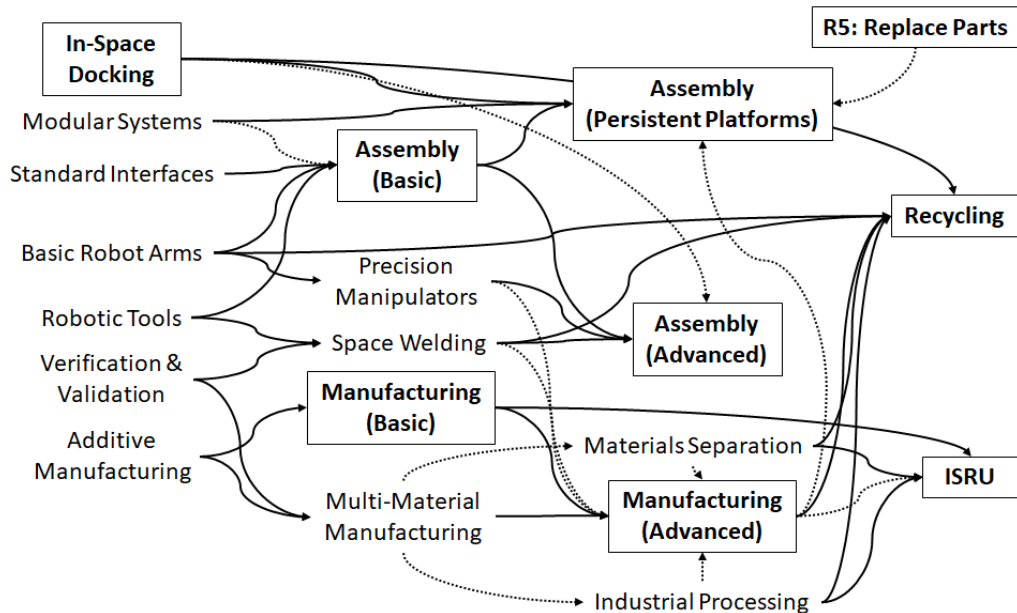 In-Space
Docking
R5: Replace Parts
Modular Systems
Assembly
(Persistent Platforms)
Standard Interfaces
Assembly
(Basic)
Recycling
Basic Robot Arms
Precision
Manipulators
Robotic Tools
Space Welding
Assembly
(Advanced)
Verification &
Validation
Manufacturing
(Basic)
Additive
Manufacturing
Materials Separation
ISRU
Multi-Material
Manufacturing
Manufacturing
(Advanced)
Industrial Processing